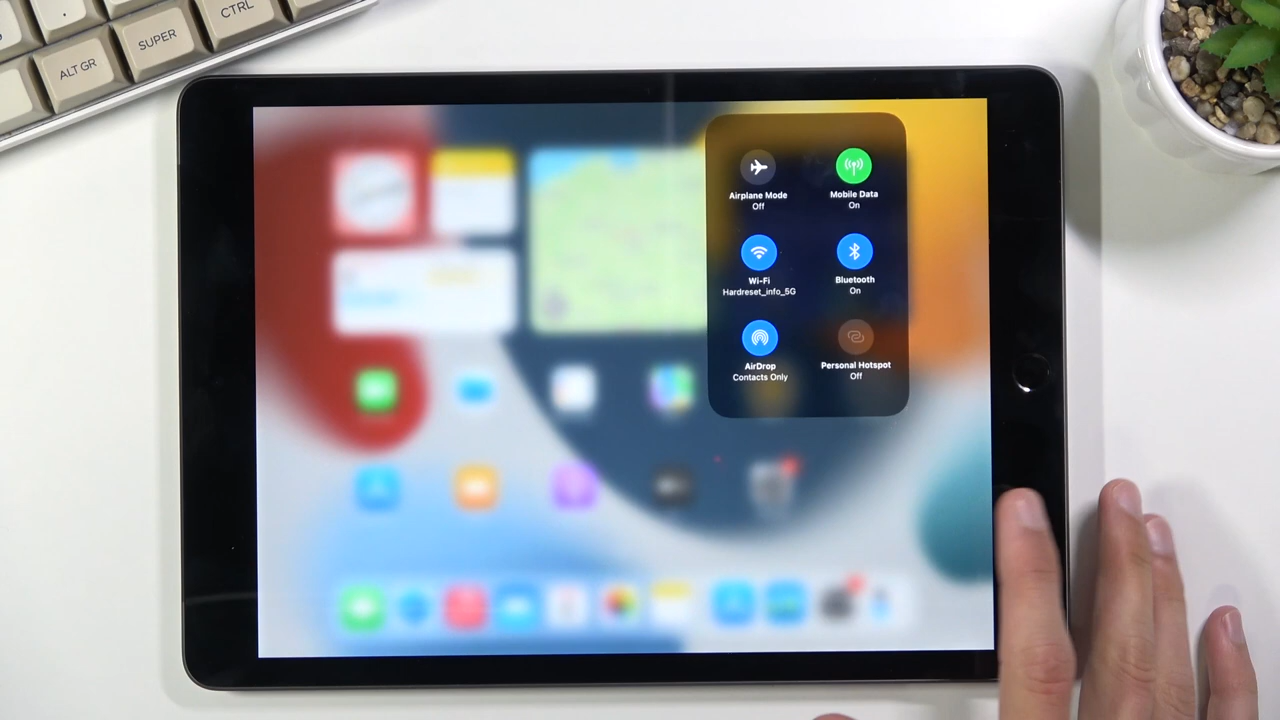 CTRL
SUPER
ALT GR
Airplane Mode
Off
Mobile Data
On
Wi-Fi
Hardreset_info_5G
Bluetooth
On
AirDrop
Contacts Only
Personal Hotspot
Off